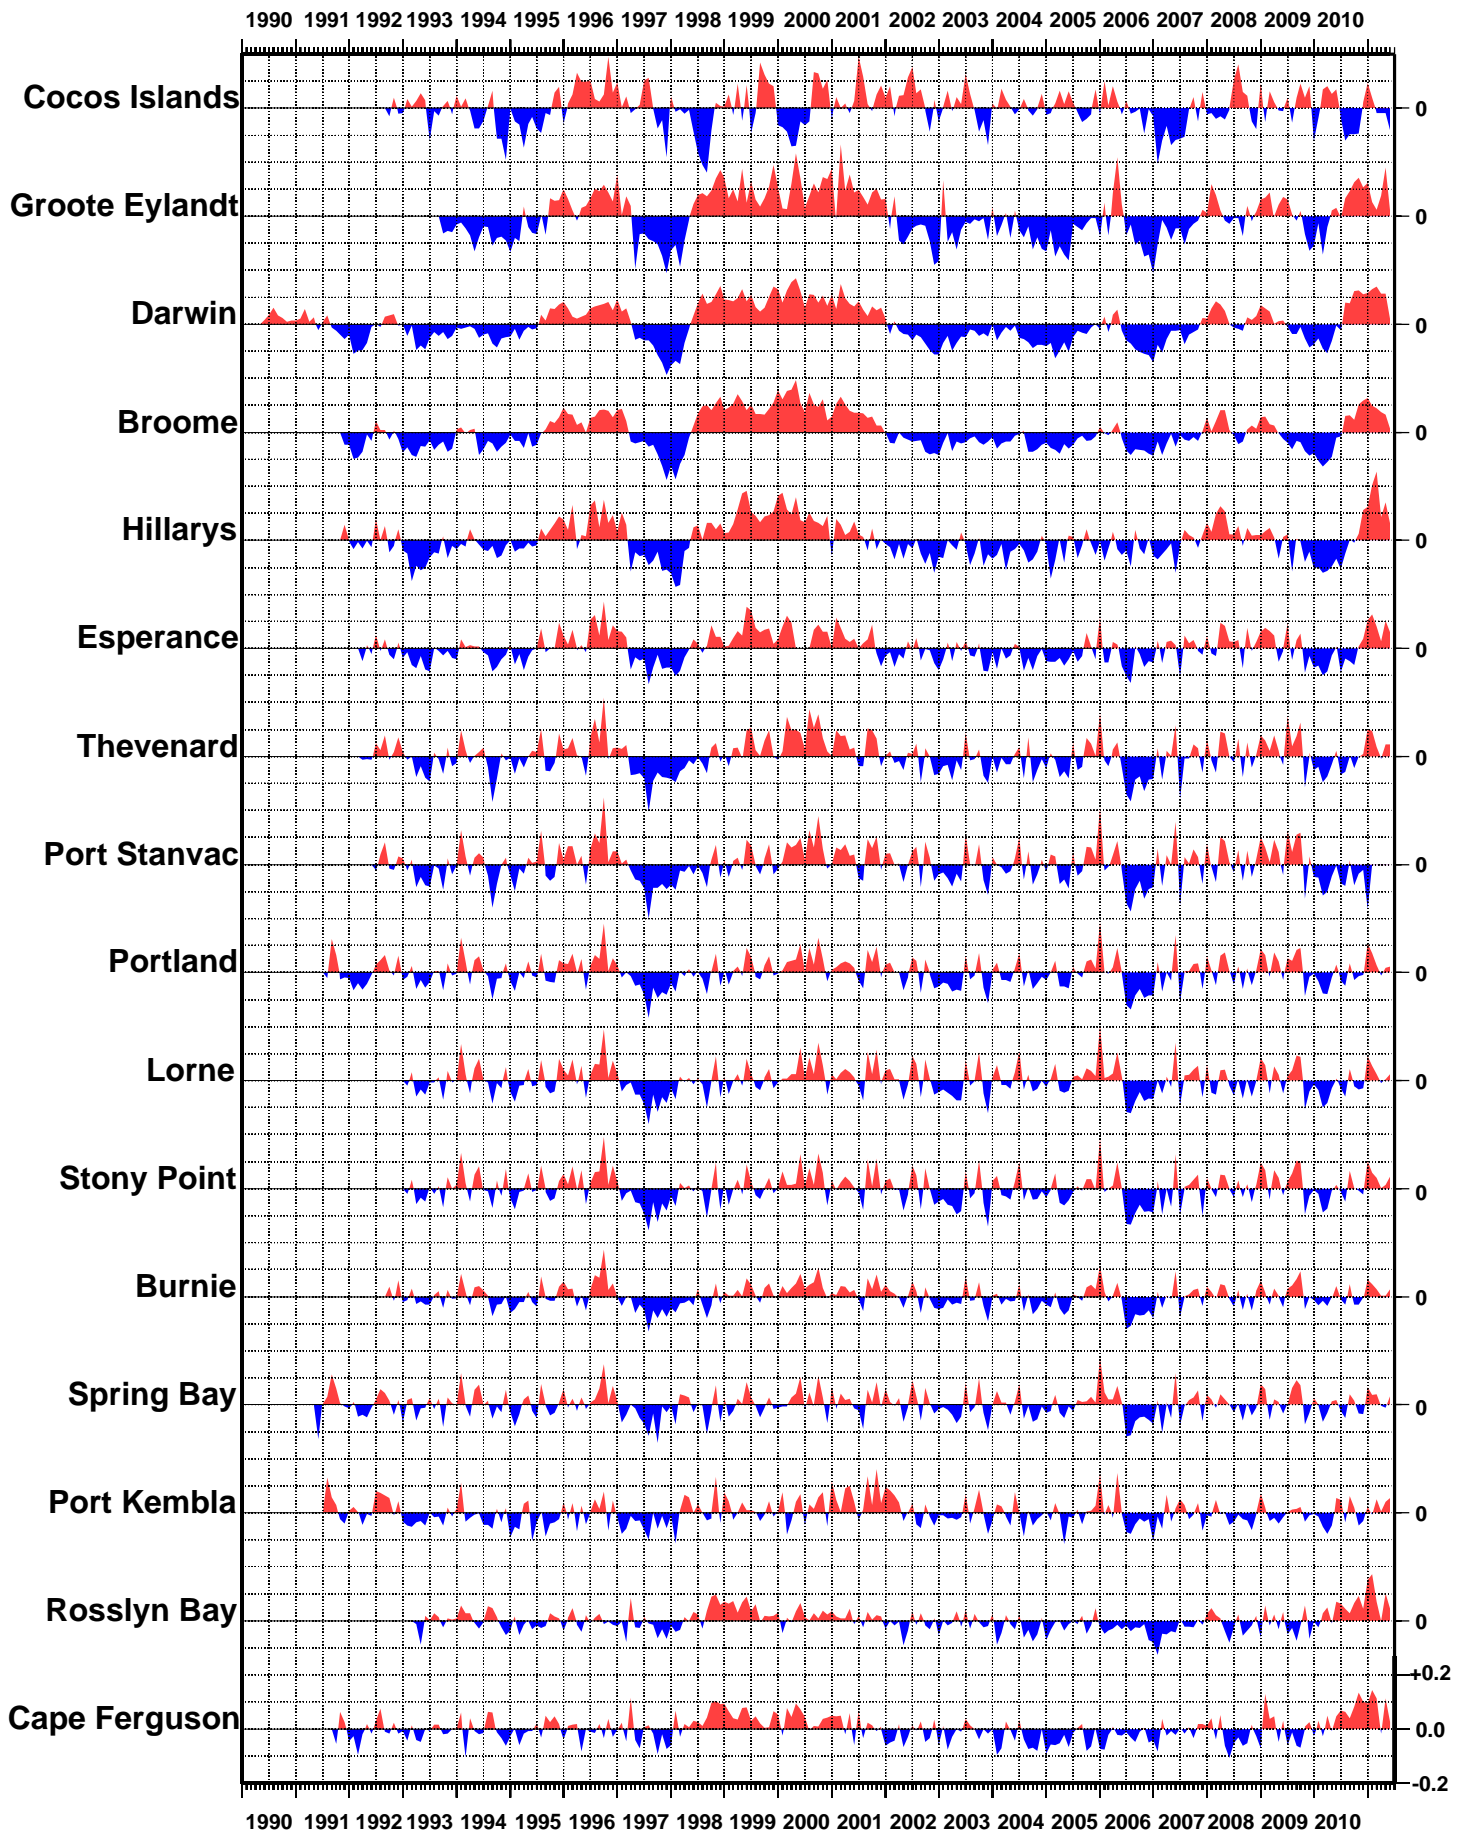 1990 1991 1992 1993 1994 1995 1996 1997 1998 1999 2000 2001 2002 2003 2004 2005 2006 2007 2008 2009 2010
Cocos Islands 0
Groote Eylandt 0
Darwin 0
Broome 0
Hillarys 0
Esperance 0
Thevenard 0
Port Stanvac 0
Portland 0
Lorne 0
Stony Point 0
Burnie 0
Spring Bay 0
Port Kembla 0
Rosslyn Bay 0
+0.2
Cape Ferguson 0.0
-0.2
1990 1991 1992 1993 1994 1995 1996 1997 1998 1999 2000 2001 2002 2003 2004 2005 2006 2007 2008 2009 2010